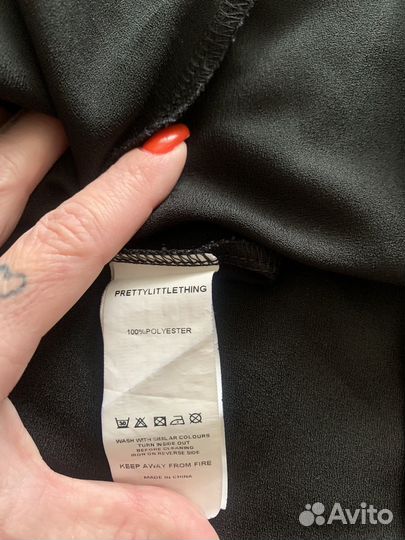 PRETTYLITTLETHING
100%POLYESTER
30
WASH WITH SIMILAR COLOURS
TURN INSIDE OUT
BEFORE CLEANING
IRON ON REVERSE SIDE
KEEP AWAY FROM FIRE
MADE IN CHINA
Avito